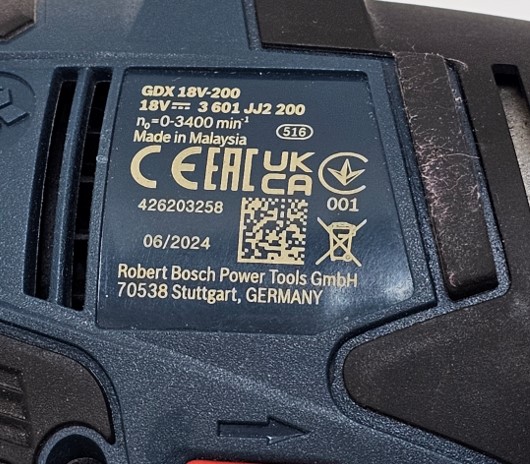 GDX 18V-200
18V⎓ 3 601 JJ2 200
n₀=0-3400 min⁻¹
Made in Malaysia 516
CE EAC UK CA
426203258 001
06/2024
Robert Bosch Power Tools GmbH
70538 Stuttgart, GERMANY